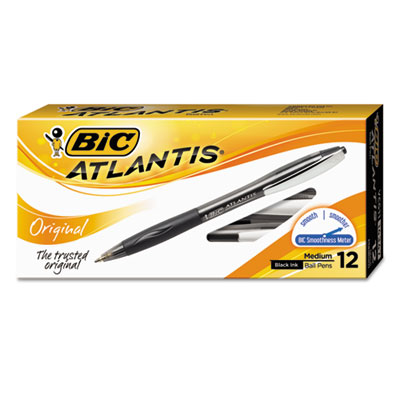 BiC
ATLANTIS®
Original
The trusted
original
smooth smoother
BIC Smoothness Meter
Black Ink
Medium
Ball Pens
12